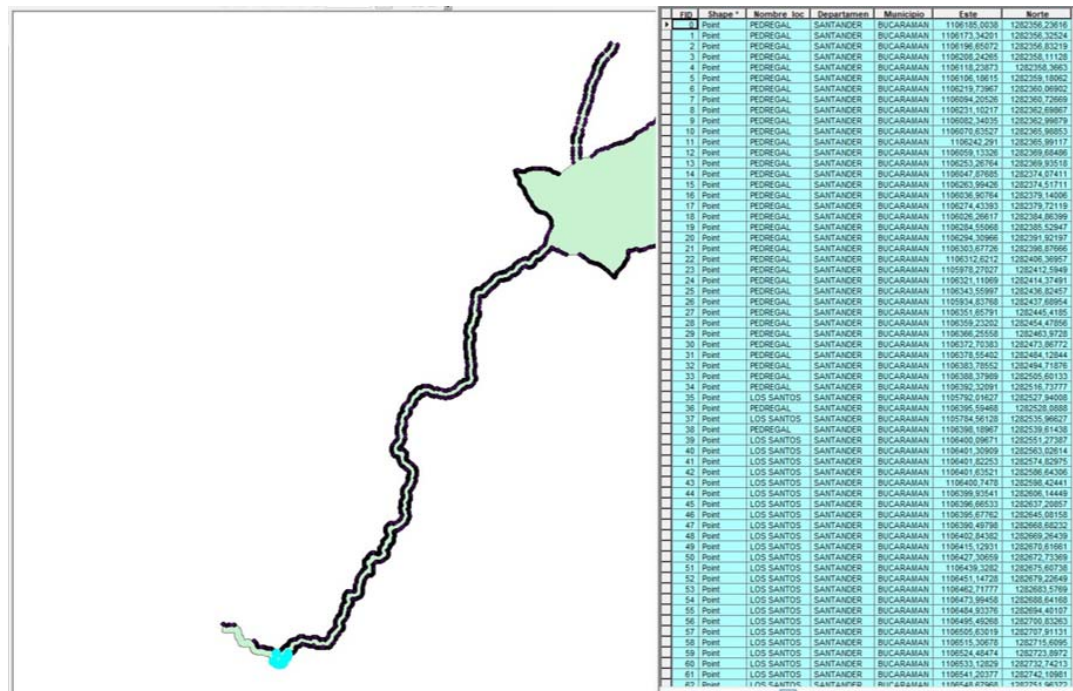 FID Shape * Nombre_loc Departamen Municipio Este Norte
0 Point PEDREGAL SANTANDER BUCARAMAN 1106185,0038 1282356,23616
1 Point PEDREGAL SANTANDER BUCARAMAN 1106173,34201 1282356,32524
2 Point PEDREGAL SANTANDER BUCARAMAN 1106196,65072 1282356,83219
3 Point PEDREGAL SANTANDER BUCARAMAN 1106208,24265 1282358,11128
4 Point PEDREGAL SANTANDER BUCARAMAN 1106118,23873 1282358,3663
5 Point PEDREGAL SANTANDER BUCARAMAN 1106106,18615 1282359,18062
6 Point PEDREGAL SANTANDER BUCARAMAN 1106219,73967 1282360,06902
7 Point PEDREGAL SANTANDER BUCARAMAN 1106094,20526 1282360,72669
8 Point PEDREGAL SANTANDER BUCARAMAN 1106231,10217 1282362,69867
9 Point PEDREGAL SANTANDER BUCARAMAN 1106082,34035 1282362,99879
10 Point PEDREGAL SANTANDER BUCARAMAN 1106070,63527 1282365,98853
11 Point PEDREGAL SANTANDER BUCARAMAN 1106242,291 1282365,99117
12 Point PEDREGAL SANTANDER BUCARAMAN 1106059,13326 1282369,68486
13 Point PEDREGAL SANTANDER BUCARAMAN 1106253,26764 1282369,93518
14 Point PEDREGAL SANTANDER BUCARAMAN 1106047,87685 1282374,07411
15 Point PEDREGAL SANTANDER BUCARAMAN 1106263,99426 1282374,51711
16 Point PEDREGAL SANTANDER BUCARAMAN 1106036,90764 1282379,14006
17 Point PEDREGAL SANTANDER BUCARAMAN 1106274,43393 1282379,72119
18 Point PEDREGAL SANTANDER BUCARAMAN 1106026,26617 1282384,86399
19 Point PEDREGAL SANTANDER BUCARAMAN 1106284,55068 1282385,52947
20 Point PEDREGAL SANTANDER BUCARAMAN 1106294,30966 1282391,92197
21 Point PEDREGAL SANTANDER BUCARAMAN 1106303,67726 1282398,87666
22 Point PEDREGAL SANTANDER BUCARAMAN 1106312,6212 1282406,36957
23 Point PEDREGAL SANTANDER BUCARAMAN 1105978,27027 1282412,5949
24 Point PEDREGAL SANTANDER BUCARAMAN 1106321,11069 1282414,37491
25 Point PEDREGAL SANTANDER BUCARAMAN 1106343,55997 1282436,82457
26 Point PEDREGAL SANTANDER BUCARAMAN 1105934,83768 1282437,68954
27 Point PEDREGAL SANTANDER BUCARAMAN 1106351,65791 1282445,4185
28 Point PEDREGAL SANTANDER BUCARAMAN 1106359,23202 1282454,47856
29 Point PEDREGAL SANTANDER BUCARAMAN 1106366,25558 1282463,9728
30 Point PEDREGAL SANTANDER BUCARAMAN 1106372,70383 1282473,86772
31 Point PEDREGAL SANTANDER BUCARAMAN 1106378,55402 1282484,12844
32 Point PEDREGAL SANTANDER BUCARAMAN 1106383,78552 1282494,71876
33 Point PEDREGAL SANTANDER BUCARAMAN 1106388,37989 1282505,60133
34 Point PEDREGAL SANTANDER BUCARAMAN 1106392,32091 1282516,73777
35 Point LOS SANTOS SANTANDER BUCARAMAN 1105792,01627 1282527,94008
36 Point PEDREGAL SANTANDER BUCARAMAN 1106395,59468 1282528,0888
37 Point LOS SANTOS SANTANDER BUCARAMAN 1105784,56128 1282535,96627
38 Point PEDREGAL SANTANDER BUCARAMAN 1106398,18967 1282539,61438
39 Point LOS SANTOS SANTANDER BUCARAMAN 1106400,09671 1282551,27387
40 Point LOS SANTOS SANTANDER BUCARAMAN 1106401,30909 1282563,02614
41 Point LOS SANTOS SANTANDER BUCARAMAN 1106401,82253 1282574,82975
42 Point LOS SANTOS SANTANDER BUCARAMAN 1106401,63521 1282586,64306
43 Point LOS SANTOS SANTANDER BUCARAMAN 1106400,7478 1282598,42441
44 Point LOS SANTOS SANTANDER BUCARAMAN 1106399,93541 1282606,14449
45 Point LOS SANTOS SANTANDER BUCARAMAN 1106396,66533 1282637,20857
46 Point LOS SANTOS SANTANDER BUCARAMAN 1106395,67762 1282645,08158
47 Point LOS SANTOS SANTANDER BUCARAMAN 1106390,49798 1282668,68232
48 Point LOS SANTOS SANTANDER BUCARAMAN 1106402,84382 1282669,26439
49 Point LOS SANTOS SANTANDER BUCARAMAN 1106415,12931 1282670,61661
50 Point LOS SANTOS SANTANDER BUCARAMAN 1106427,30659 1282672,73369
51 Point LOS SANTOS SANTANDER BUCARAMAN 1106439,3282 1282675,60738
52 Point LOS SANTOS SANTANDER BUCARAMAN 1106451,14728 1282679,22649
53 Point LOS SANTOS SANTANDER BUCARAMAN 1106462,71777 1282683,5769
54 Point LOS SANTOS SANTANDER BUCARAMAN 1106473,99458 1282688,64168
55 Point LOS SANTOS SANTANDER BUCARAMAN 1106484,93376 1282694,40107
56 Point LOS SANTOS SANTANDER BUCARAMAN 1106495,49268 1282700,83263
57 Point LOS SANTOS SANTANDER BUCARAMAN 1106505,63019 1282707,91131
58 Point LOS SANTOS SANTANDER BUCARAMAN 1106515,30678 1282715,6095
59 Point LOS SANTOS SANTANDER BUCARAMAN 1106524,48474 1282723,8972
60 Point LOS SANTOS SANTANDER BUCARAMAN 1106533,12829 1282732,74213
61 Point LOS SANTOS SANTANDER BUCARAMAN 1106541,20377 1282742,10981
62 Point LOS SANTOS SANTANDER BUCARAMAN 1106548,67968 1282751,96372